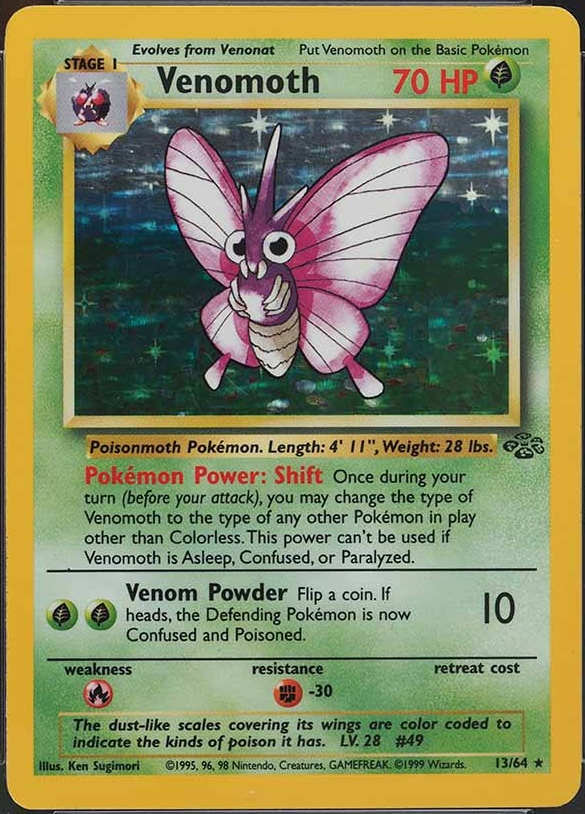 Evolves from Venonat Put Venomoth on the Basic Pokémon
STAGE 1
Venomoth 70 HP
Poisonmoth Pokémon. Length: 4' 11", Weight: 28 lbs.
Pokémon Power: Shift Once during your
turn (before your attack), you may change the type of
Venomoth to the type of any other Pokémon in play
other than Colorless. This power can't be used if
Venomoth is Asleep, Confused, or Paralyzed.
Venom Powder Flip a coin. If
heads, the Defending Pokémon is now
Confused and Poisoned.
10
weakness resistance retreat cost
-30
The dust-like scales covering its wings are color coded to
indicate the kinds of poison it has. LV. 28 #49
Illus. Ken Sugimori ©1995, 96, 98 Nintendo, Creatures, GAMEFREAK. ©1999 Wizards. 13/64 ★